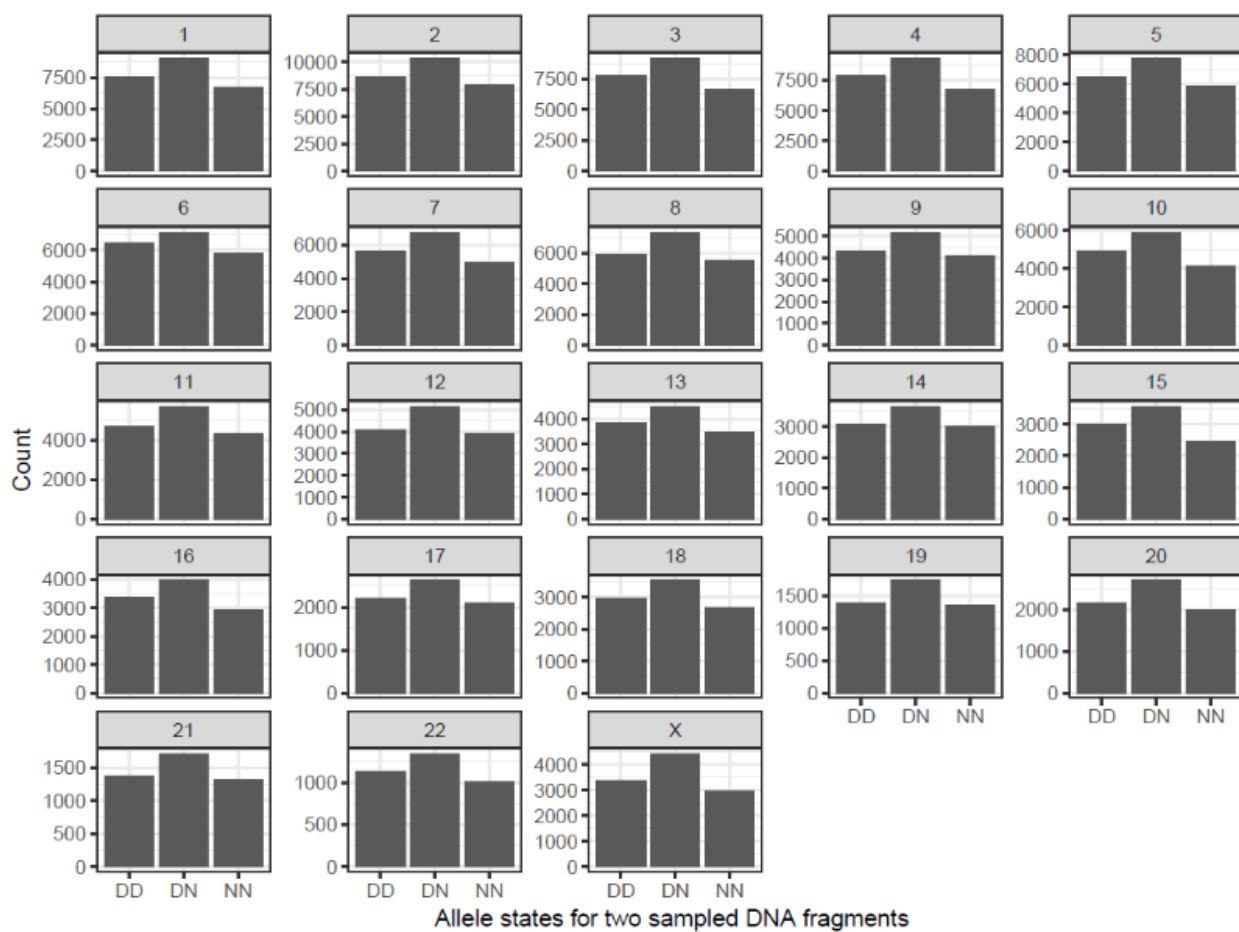 1 2 3 4 5
7500 5000 2500 0
10000 7500 5000 2500 0
7500 5000 2500 0
7500 5000 2500 0
8000 6000 4000 2000 0
6 7 8 9 10
6000 4000 2000 0
6000 4000 2000 0
6000 4000 2000 0
5000 4000 3000 2000 1000 0
6000 4000 2000 0
11 12 13 14 15
4000 2000 0
5000 4000 3000 2000 1000 0
4000 3000 2000 1000 0
3000 2000 1000 0
3000 2000 1000 0
Count
16 17 18 19 20
4000 3000 2000 1000 0
2000 1000 0
3000 2000 1000 0
1500 1000 500 0
2000 1000 0
DD DN NN DD DN NN
21 22 X
1500 1000 500 0
1000 500 0
4000 3000 2000 1000 0
DD DN NN DD DN NN DD DN NN
Allele states for two sampled DNA fragments